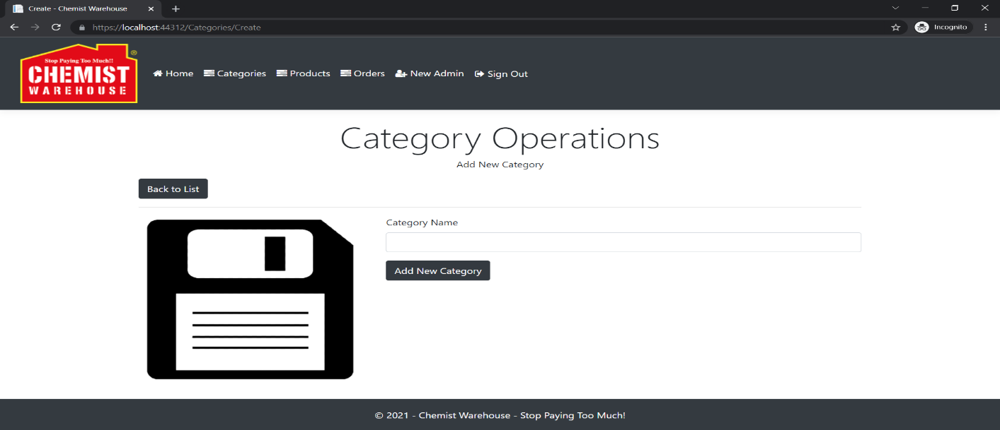 Create - Chemist Warehouse
https://localhost:44312/Categories/Create
Incognito
Stop Paying Too Much!!
CHEMIST
WAREHOUSE
®
Home Categories Products Orders New Admin Sign Out
Category Operations
Add New Category
Back to List
Category Name
Add New Category
© 2021 - Chemist Warehouse - Stop Paying Too Much!